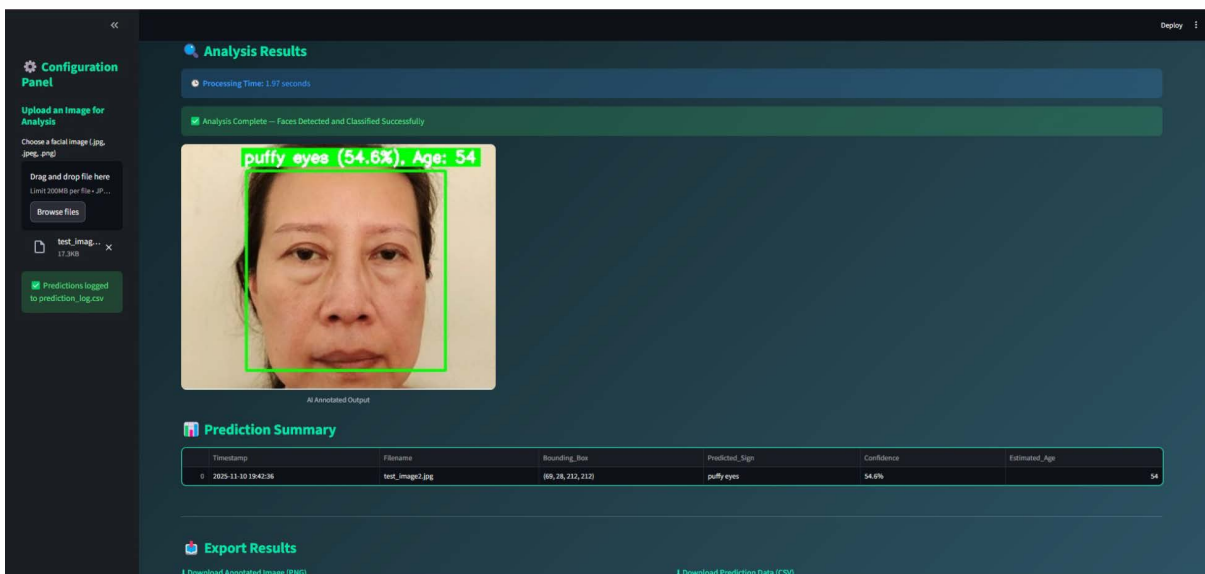 Deploy
Configuration Panel
Upload an Image for Analysis
Choose a facial image (.jpg, .jpeg, .png)
Drag and drop file here
Limit 200MB per file • JP...
Browse files
test_imag...
17.3KB
Predictions logged to prediction_log.csv
Analysis Results
Processing Time: 1.97 seconds
Analysis Complete — Faces Detected and Classified Successfully
puffy eyes (54.6%), Age: 54
AI Annotated Output
Prediction Summary
Timestamp Filename Bounding_Box Predicted_Sign Confidence Estimated_Age
0 2025-11-10 19:42:36 test_image2.jpg (69, 28, 212, 212) puffy eyes 54.6% 54
Export Results
Download Annotated Image (PNG) Download Prediction Data (CSV)